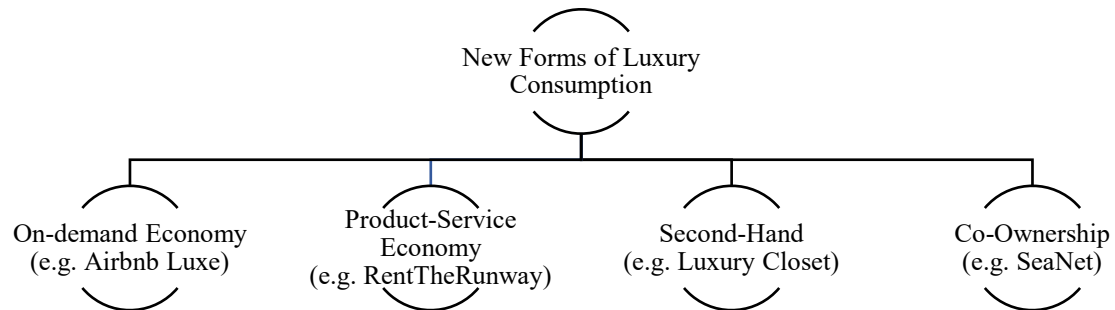 New Forms of Luxury
Consumption
On-demand Economy
(e.g. Airbnb Luxe)
Product-Service
Economy
(e.g. RentTheRunway)
Second-Hand
(e.g. Luxury Closet)
Co-Ownership
(e.g. SeaNet)